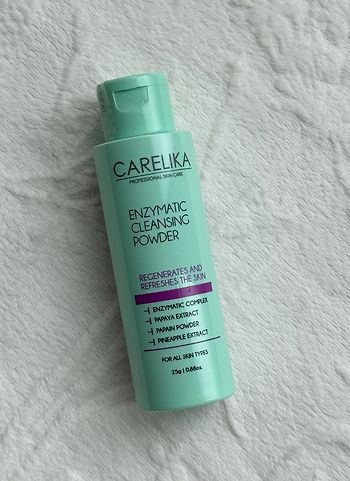 CARELIKA
PROFESSIONAL SKIN CARE
ENZYMATIC
CLEANSING
POWDER
REGENERATES AND
REFRESHES THE SKIN
ENZYMATIC COMPLEX
PAPAYA EXTRACT
PAPAIN POWDER
PINEAPPLE EXTRACT
FOR ALL SKIN TYPES
25g | 0.88oz.